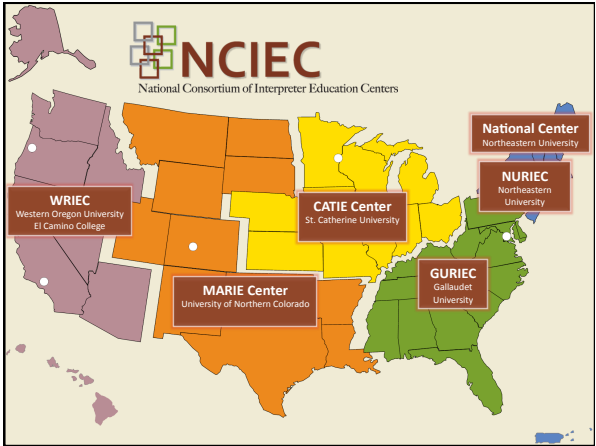 NCIEC
National Consortium of Interpreter Education Centers
National Center
Northeastern University
NURIEC
Northeastern
University
WRIEC
Western Oregon University
El Camino College
CATIE Center
St. Catherine University
GURIEC
Gallaudet
University
MARIE Center
University of Northern Colorado